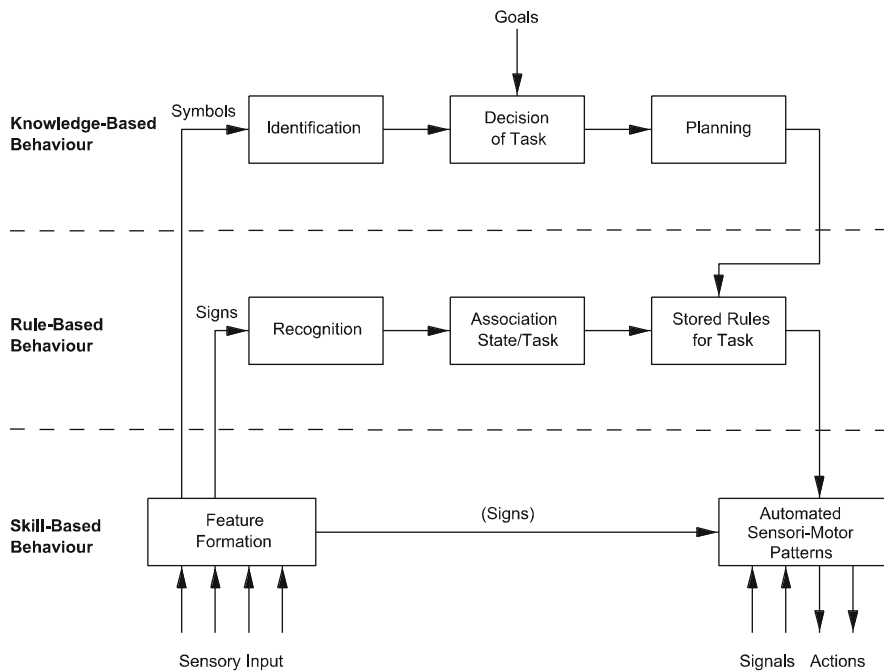 Goals
Symbols
Knowledge-Based
Behaviour
Identification
Decision
of Task
Planning
Signs
Rule-Based
Behaviour
Recognition
Association
State/Task
Stored Rules
for Task
Skill-Based
Behaviour
Feature
Formation
(Signs)
Automated
Sensori-Motor
Patterns
Sensory Input
Signals
Actions